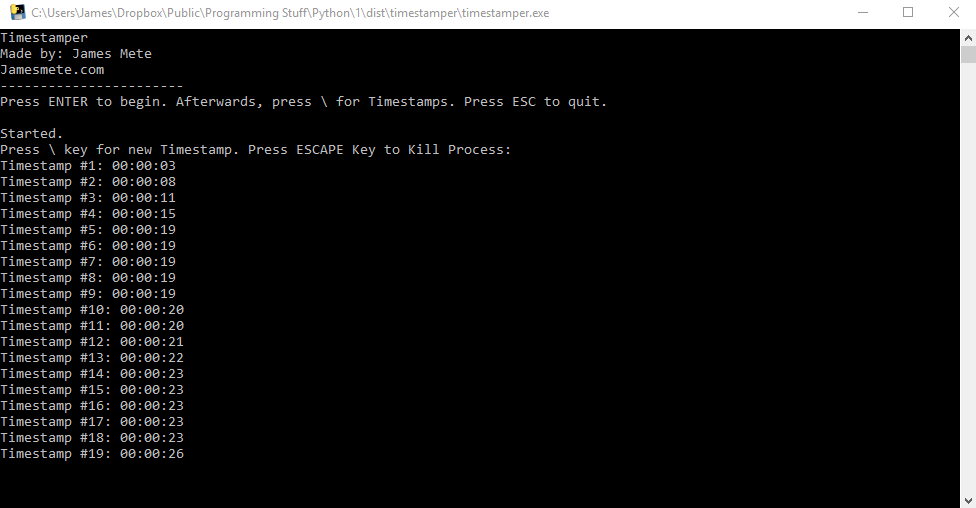 C:\Users\James\Dropbox\Public\Programming Stuff\Python\1\dist\timestamper\timestamper.exe
Timestamper
Made by: James Mete
Jamesmete.com
-----------------------
Press ENTER to begin. Afterwards, press \ for Timestamps. Press ESC to quit.
Started.
Press \ key for new Timestamp. Press ESCAPE Key to Kill Process:
Timestamp #1: 00:00:03
Timestamp #2: 00:00:08
Timestamp #3: 00:00:11
Timestamp #4: 00:00:15
Timestamp #5: 00:00:19
Timestamp #6: 00:00:19
Timestamp #7: 00:00:19
Timestamp #8: 00:00:19
Timestamp #9: 00:00:19
Timestamp #10: 00:00:20
Timestamp #11: 00:00:20
Timestamp #12: 00:00:21
Timestamp #13: 00:00:22
Timestamp #14: 00:00:23
Timestamp #15: 00:00:23
Timestamp #16: 00:00:23
Timestamp #17: 00:00:23
Timestamp #18: 00:00:23
Timestamp #19: 00:00:26